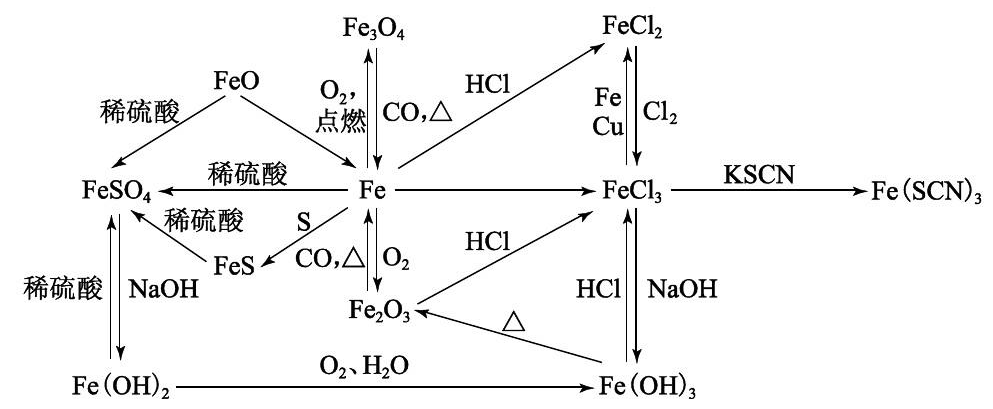 Fe₃O₄
FeCl₂
FeO
HCl
O₂，
点燃
CO,△
Fe
Cu
Cl₂
稀硫酸
FeSO₄
稀硫酸
Fe
FeCl₃
KSCN
Fe(SCN)₃
稀硫酸
S
FeS
CO,△
O₂
HCl
稀硫酸
NaOH
HCl
NaOH
Fe₂O₃
△
O₂、H₂O
Fe(OH)₂
Fe(OH)₃